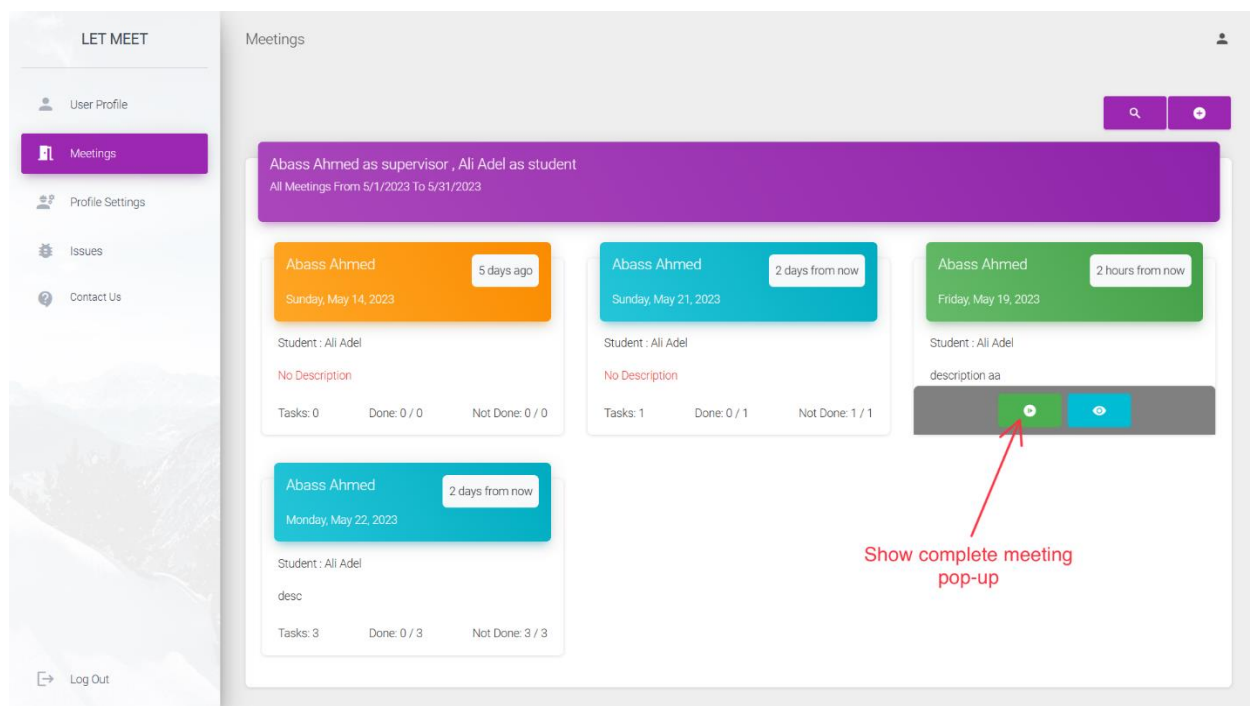 LET MEET
Meetings
User Profile
Meetings
Profile Settings
Issues
Contact Us
Log Out
Abass Ahmed as supervisor , Ali Adel as student
All Meetings From 5/1/2023 To 5/31/2023
Abass Ahmed
5 days ago
Sunday, May 14, 2023
Student : Ali Adel
No Description
Tasks: 0 Done: 0 / 0 Not Done: 0 / 0
Abass Ahmed
2 days from now
Sunday, May 21, 2023
Student : Ali Adel
No Description
Tasks: 1 Done: 0 / 1 Not Done: 1 / 1
Abass Ahmed
2 hours from now
Friday, May 19, 2023
Student : Ali Adel
description aa
Abass Ahmed
2 days from now
Monday, May 22, 2023
Student : Ali Adel
desc
Tasks: 3 Done: 0 / 3 Not Done: 3 / 3
Show complete meeting
pop-up